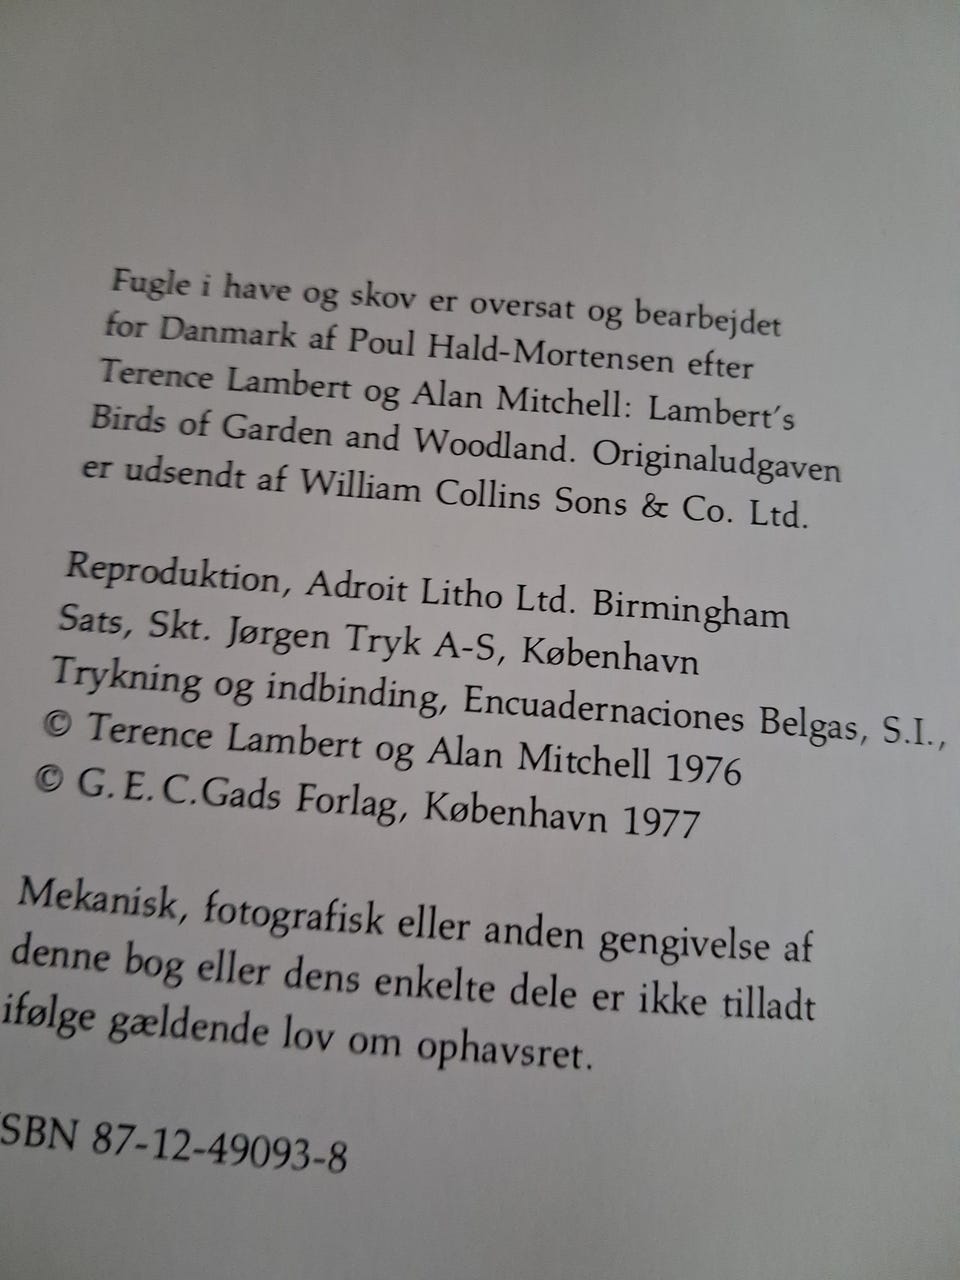 Fugle i have og skov er oversat og bearbejdet
for Danmark af Poul Hald-Mortensen efter
Terence Lambert og Alan Mitchell: Lambert's
Birds of Garden and Woodland. Originaludgaven
er udsendt af William Collins Sons & Co. Ltd.
Reproduktion, Adroit Litho Ltd. Birmingham
Sats, Skt. Jørgen Tryk A-S, København
Trykning og indbinding, Encuadernaciones Belgas, S.I.,
© Terence Lambert og Alan Mitchell 1976
© G.E.C.Gads Forlag, København 1977
Mekanisk, fotografisk eller anden gengivelse af
denne bog eller dens enkelte dele er ikke tilladt
ifølge gældende lov om ophavsret.
ISBN 87-12-49093-8